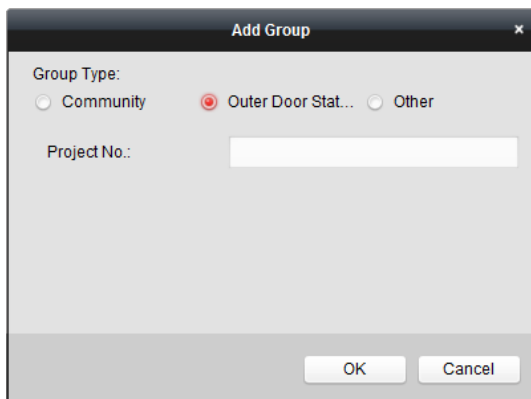 Add Group ×
Group Type:
Community Outer Door Stat... Other
Project No.:
OK Cancel